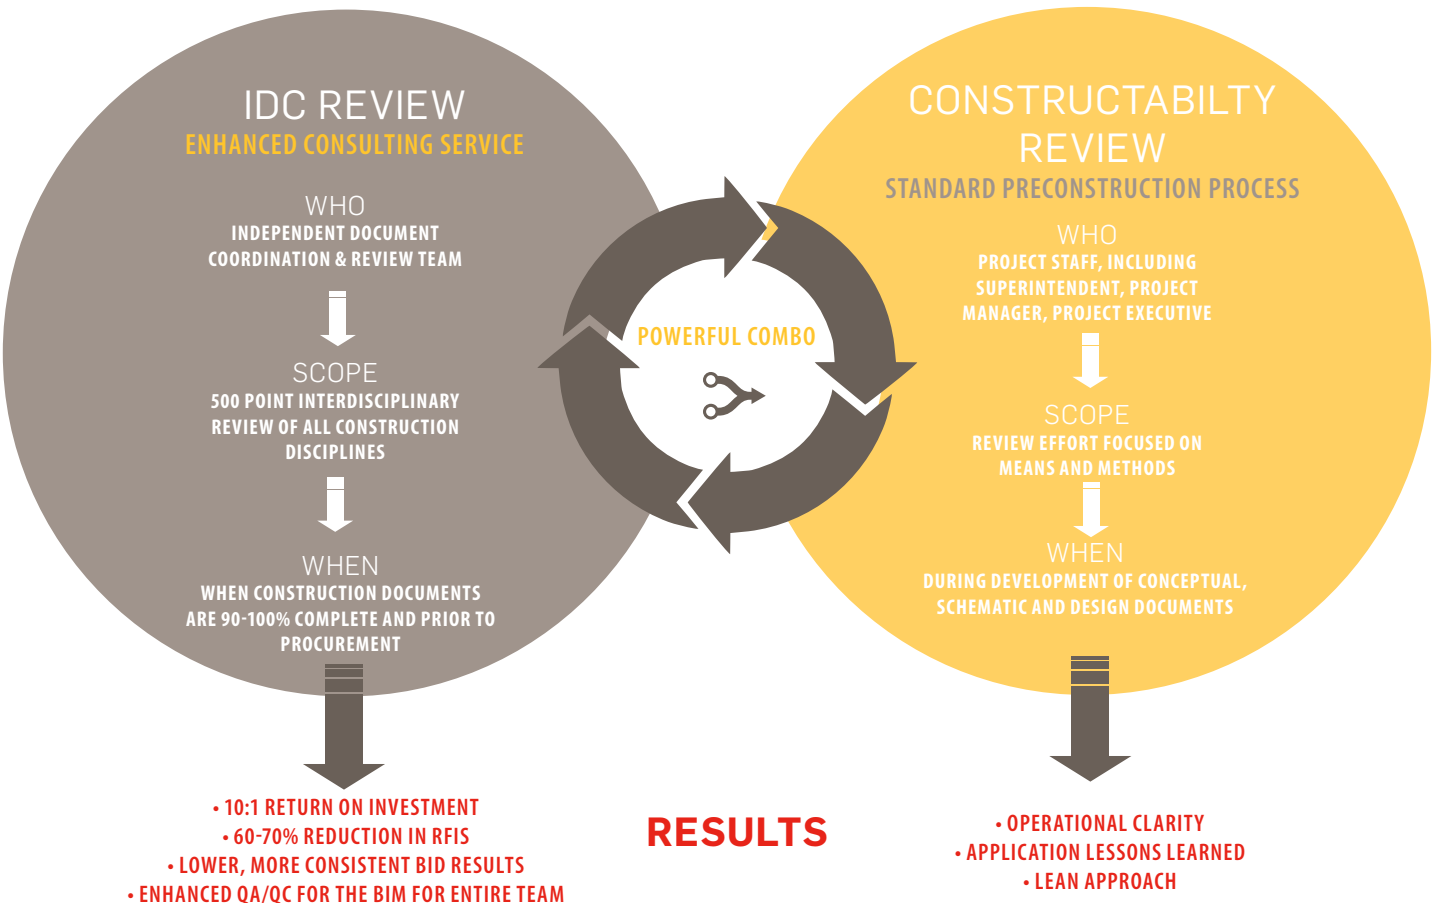 IDC REVIEW
ENHANCED CONSULTING SERVICE
WHO
INDEPENDENT DOCUMENT
COORDINATION & REVIEW TEAM
SCOPE
500 POINT INTERDISCIPLINARY
REVIEW OF ALL CONSTRUCTION
DISCIPLINES
WHEN
WHEN CONSTRUCTION DOCUMENTS
ARE 90-100% COMPLETE AND PRIOR TO
PROCUREMENT
POWERFUL COMBO
CONSTRUCTABILTY
REVIEW
STANDARD PRECONSTRUCTION PROCESS
WHO
PROJECT STAFF, INCLUDING
SUPERINTENDENT, PROJECT
MANAGER, PROJECT EXECUTIVE
SCOPE
REVIEW EFFORT FOCUSED ON
MEANS AND METHODS
WHEN
DURING DEVELOPMENT OF CONCEPTUAL,
SCHEMATIC AND DESIGN DOCUMENTS
• 10:1 RETURN ON INVESTMENT
• 60-70% REDUCTION IN RFIS
• LOWER, MORE CONSISTENT BID RESULTS
• ENHANCED QA/QC FOR THE BIM FOR ENTIRE TEAM
RESULTS
• OPERATIONAL CLARITY
• APPLICATION LESSONS LEARNED
• LEAN APPROACH